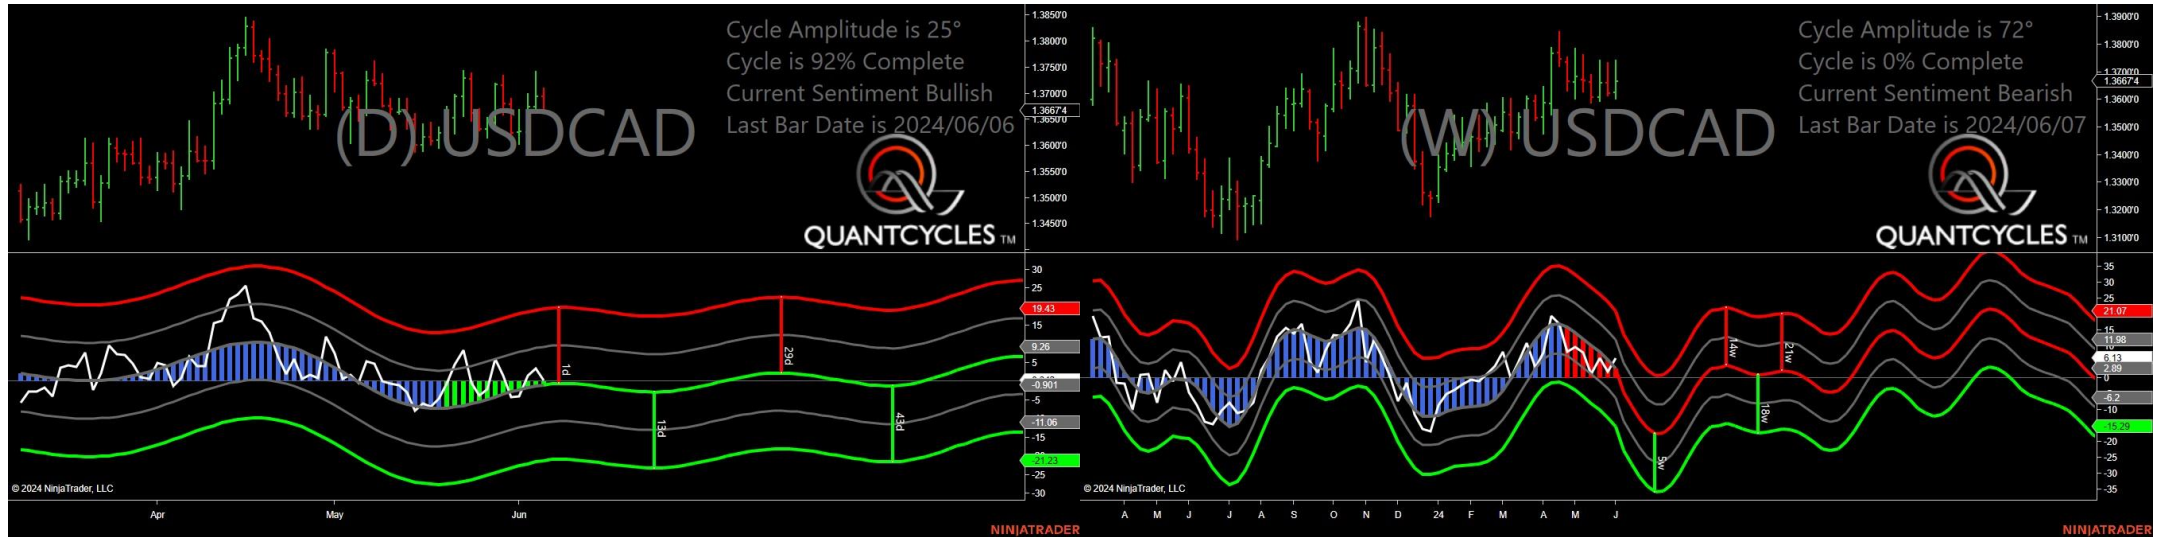 Cycle Amplitude is 25°
Cycle is 92% Complete
Current Sentiment Bullish
Last Bar Date is 2024/06/06
(D) USDCAD
QUANTCYCLES TM
1.3850'0
1.3800'0
1.3750'0
1.3700'0
1.3667'4
1.3650'0
1.3600'0
1.3550'0
1.3500'0
1.3450'0
30
25
19.43
15
9.26
5
-0.901
-5
-11.06
-15
-21.23
-25
-30
1d
29d
13d
43d
© 2024 NinjaTrader, LLC
Apr May Jun
NINJATRADER
Cycle Amplitude is 72°
Cycle is 0% Complete
Current Sentiment Bearish
Last Bar Date is 2024/06/07
(W) USDCAD
QUANTCYCLES TM
1.3900'0
1.3800'0
1.3700'0
1.3667'4
1.3600'0
1.3500'0
1.3400'0
1.3300'0
1.3200'0
1.3100'0
35
30
25
21.07
15
11.98
10
6.13
2.89
0
-6.2
-10
-15.29
-20
-25
-30
-35
14w
21w
18w
5w
© 2024 NinjaTrader, LLC
A M J J A S O N D 24 F M A M J
NINJATRADER